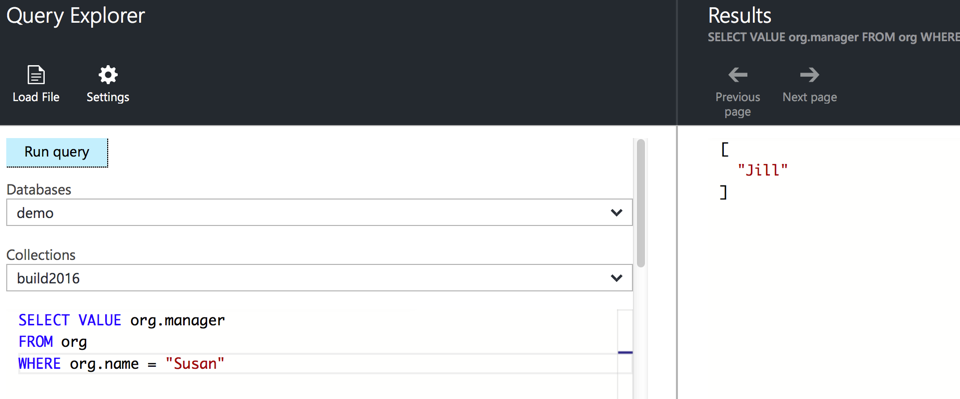 Query Explorer
Load File
Settings
Run query
Databases
demo
Collections
build2016
SELECT VALUE org.manager
FROM org
WHERE org.name = "Susan"
Results
SELECT VALUE org.manager FROM org WHERE
Previous page
Next page
[
"Jill"
]